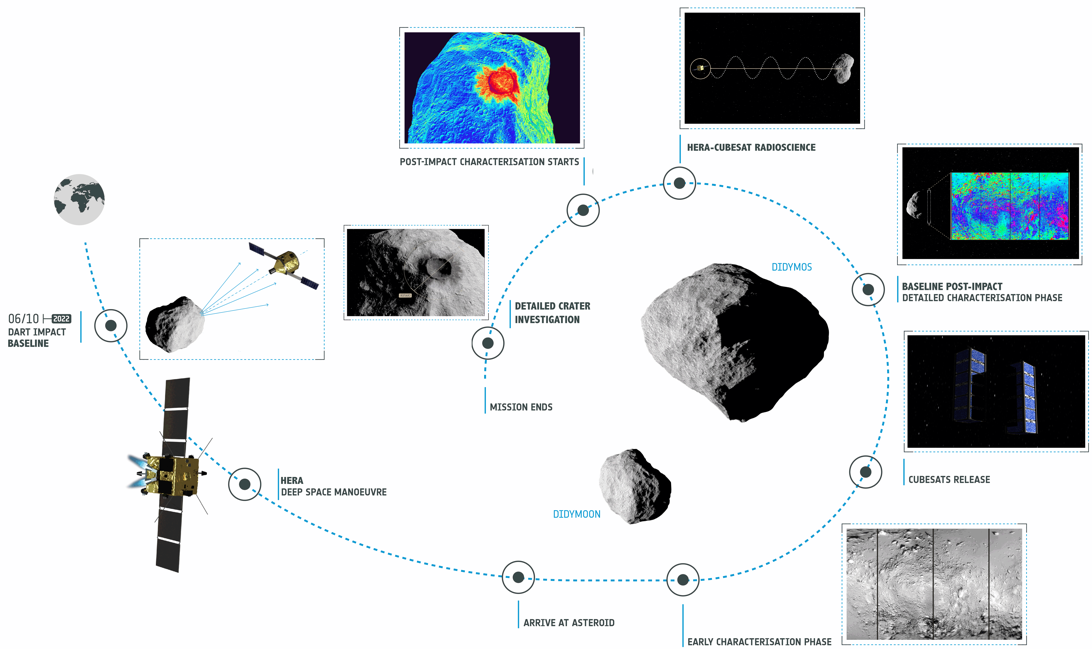 06/10 2022
DART IMPACT
BASELINE
HERA
DEEP SPACE MANOEUVRE
ARRIVE AT ASTEROID
EARLY CHARACTERISATION PHASE
CUBESATS RELEASE
BASELINE POST-IMPACT
DETAILED CHARACTERISATION PHASE
HERA-CUBESAT RADIOSCIENCE
POST-IMPACT CHARACTERISATION STARTS
DETAILED CRATER
INVESTIGATION
MISSION ENDS
DIDYMOS
DIDYMOON